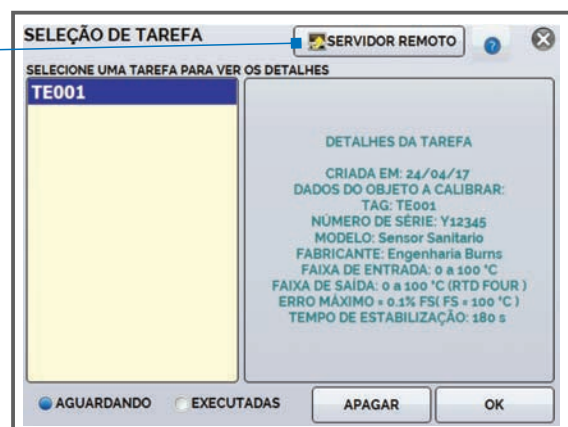 SELEÇÃO DE TAREFA
SERVIDOR REMOTO
?
SELECIONE UMA TAREFA PARA VER OS DETALHES
TE001
DETALHES DA TAREFA
CRIADA EM: 24/04/17
DADOS DO OBJETO A CALIBRAR:
TAG: TE001
NÚMERO DE SÉRIE: Y12345
MODELO: Sensor Sanitario
FABRICANTE: Engenharia Burns
FAIXA DE ENTRADA: 0 a 100 °C
FAIXA DE SAÍDA: 0 a 100 °C (RTD FOUR )
ERRO MÁXIMO = 0.1% FS( FS = 100 °C )
TEMPO DE ESTABILIZAÇÃO: 180 s
AGUARDANDO
EXECUTADAS
APAGAR
OK